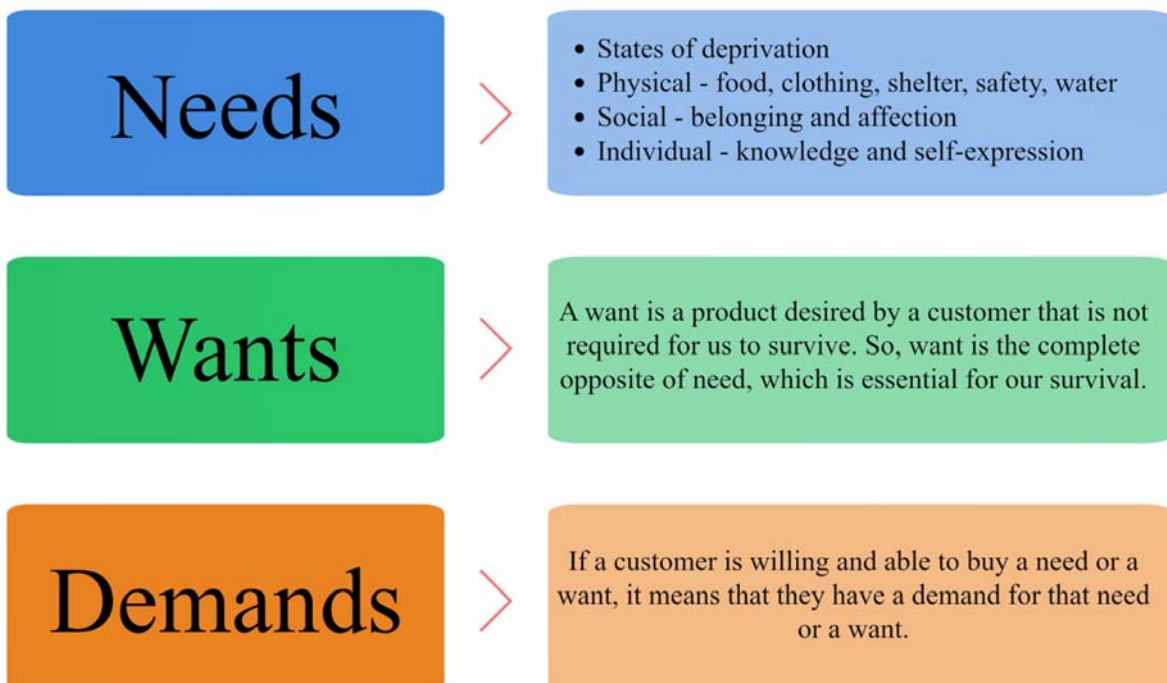 Needs
• States of deprivation
• Physical - food, clothing, shelter, safety, water
• Social - belonging and affection
• Individual - knowledge and self-expression
Wants
A want is a product desired by a customer that is not
required for us to survive. So, want is the complete
opposite of need, which is essential for our survival.
Demands
If a customer is willing and able to buy a need or a
want, it means that they have a demand for that need
or a want.